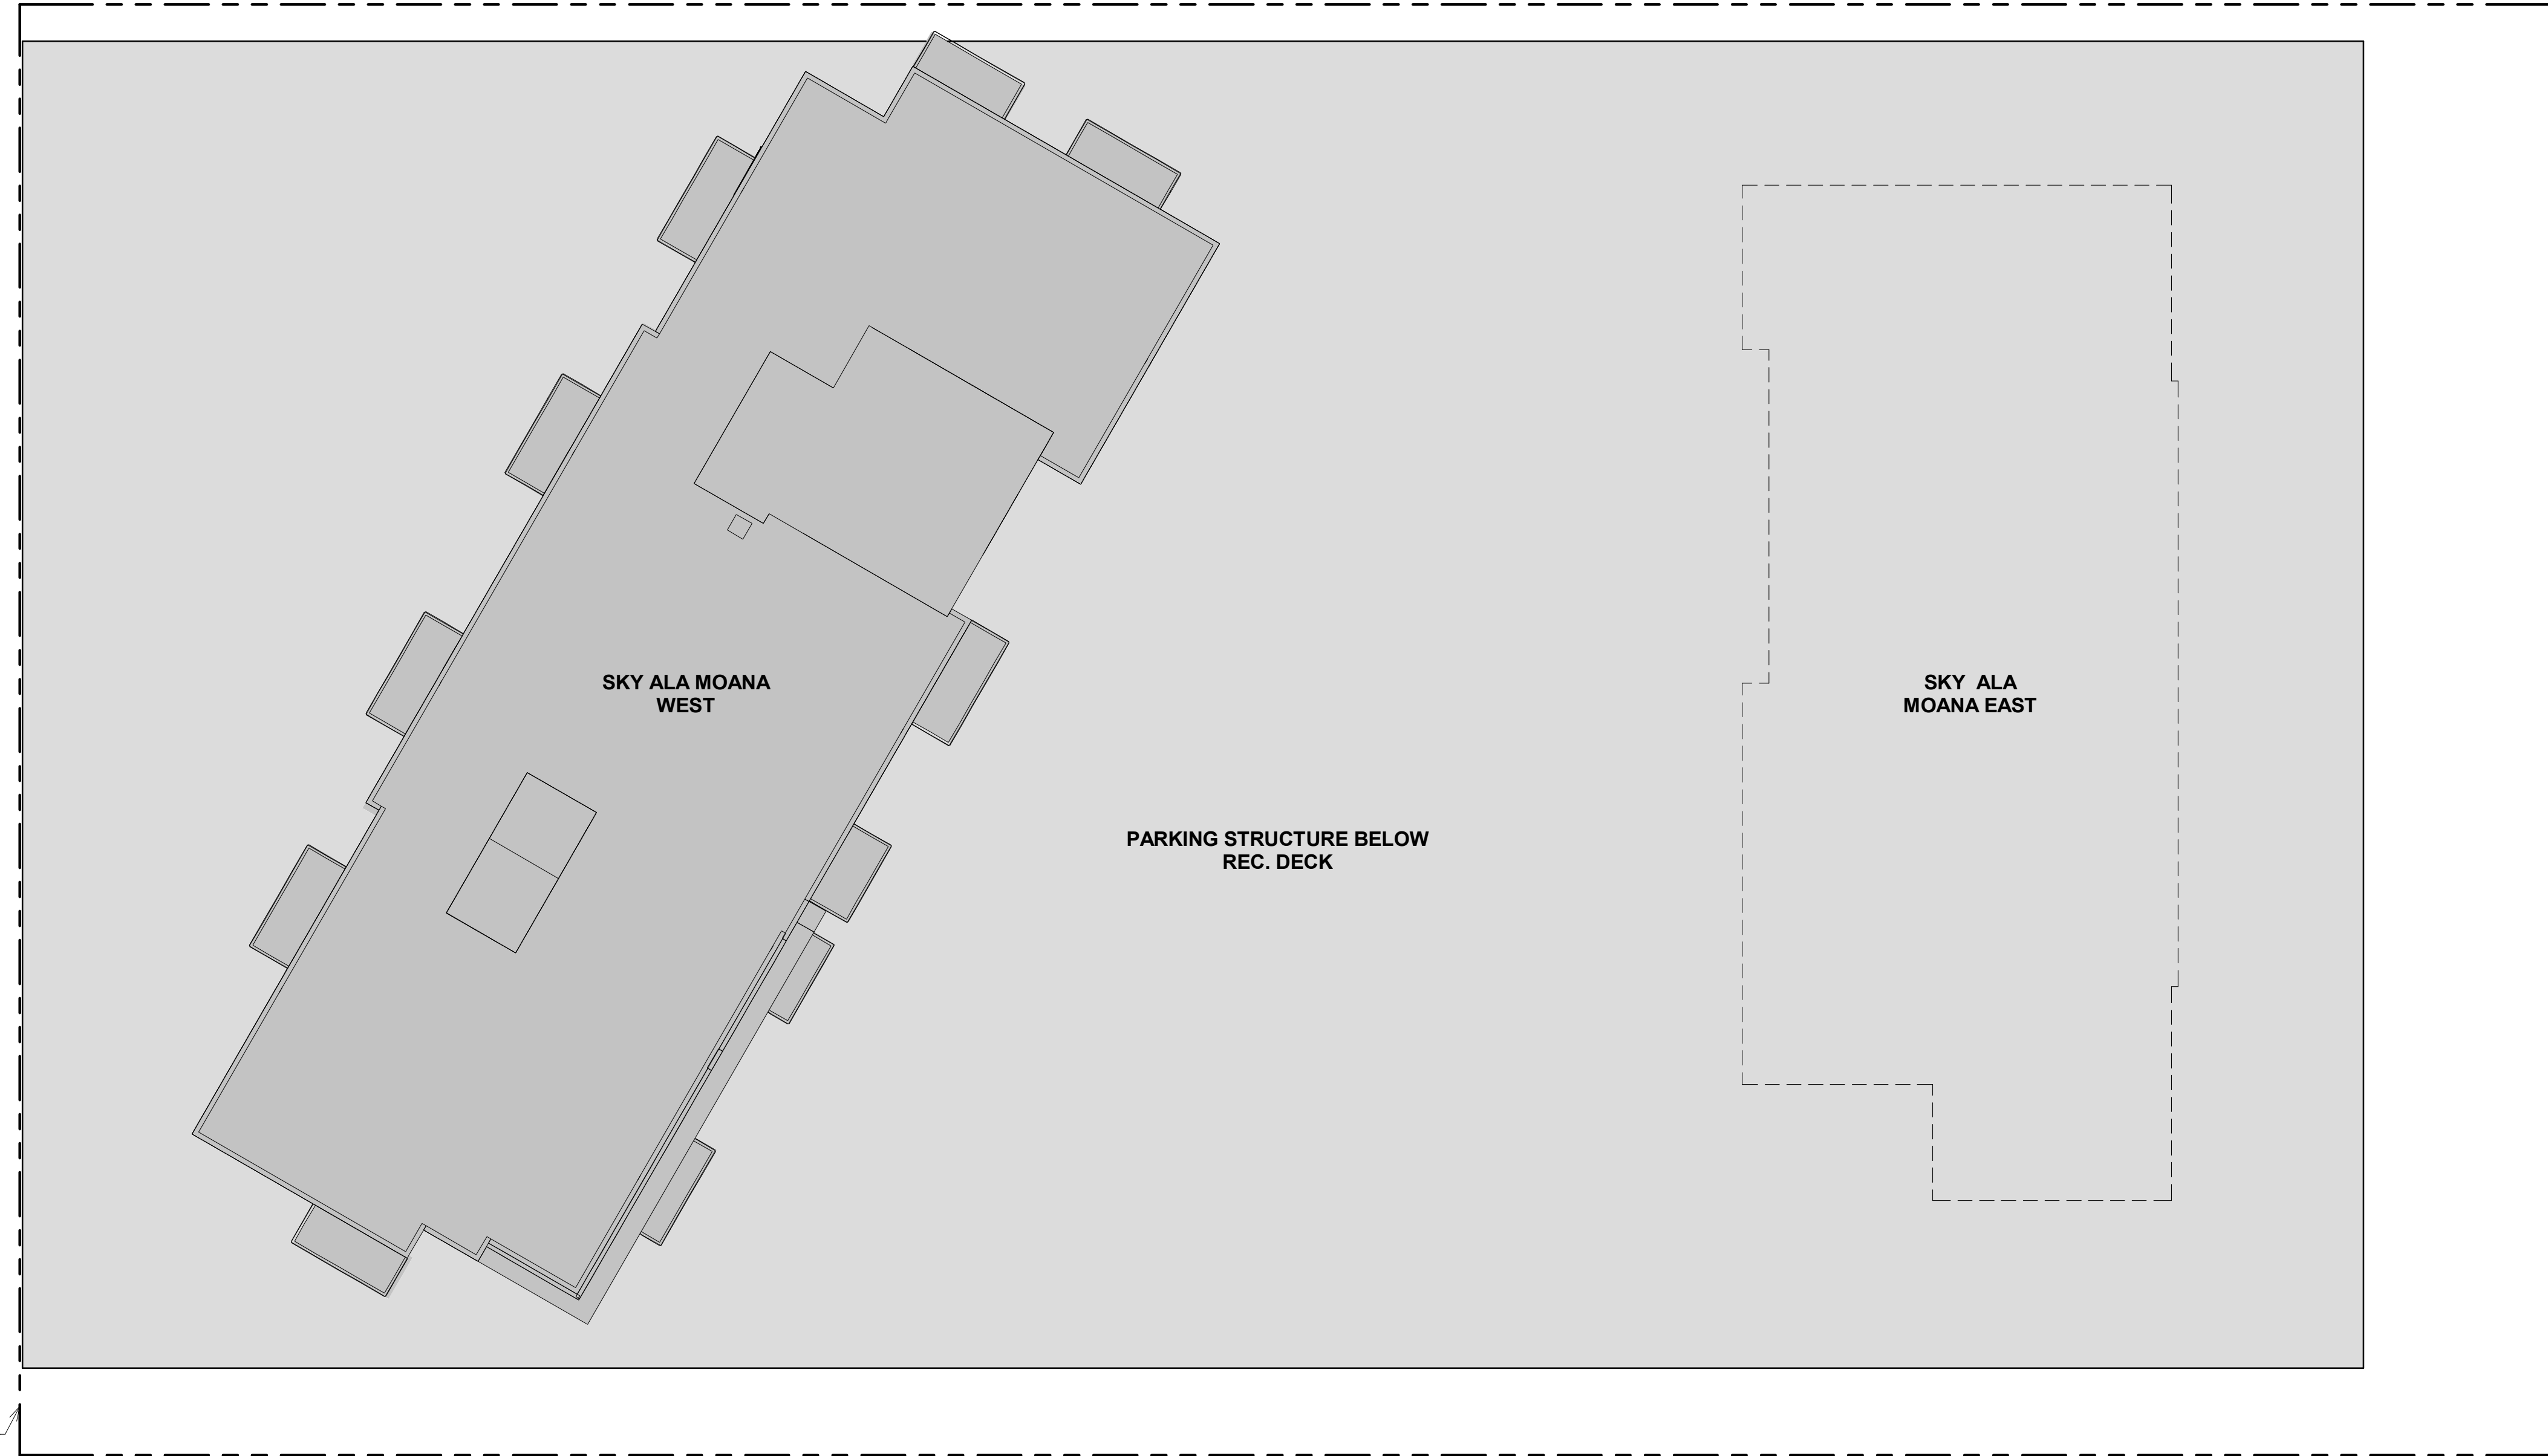 SKY ALA MOANA
WEST
SKY ALA
MOANA EAST
PARKING STRUCTURE BELOW
REC. DECK